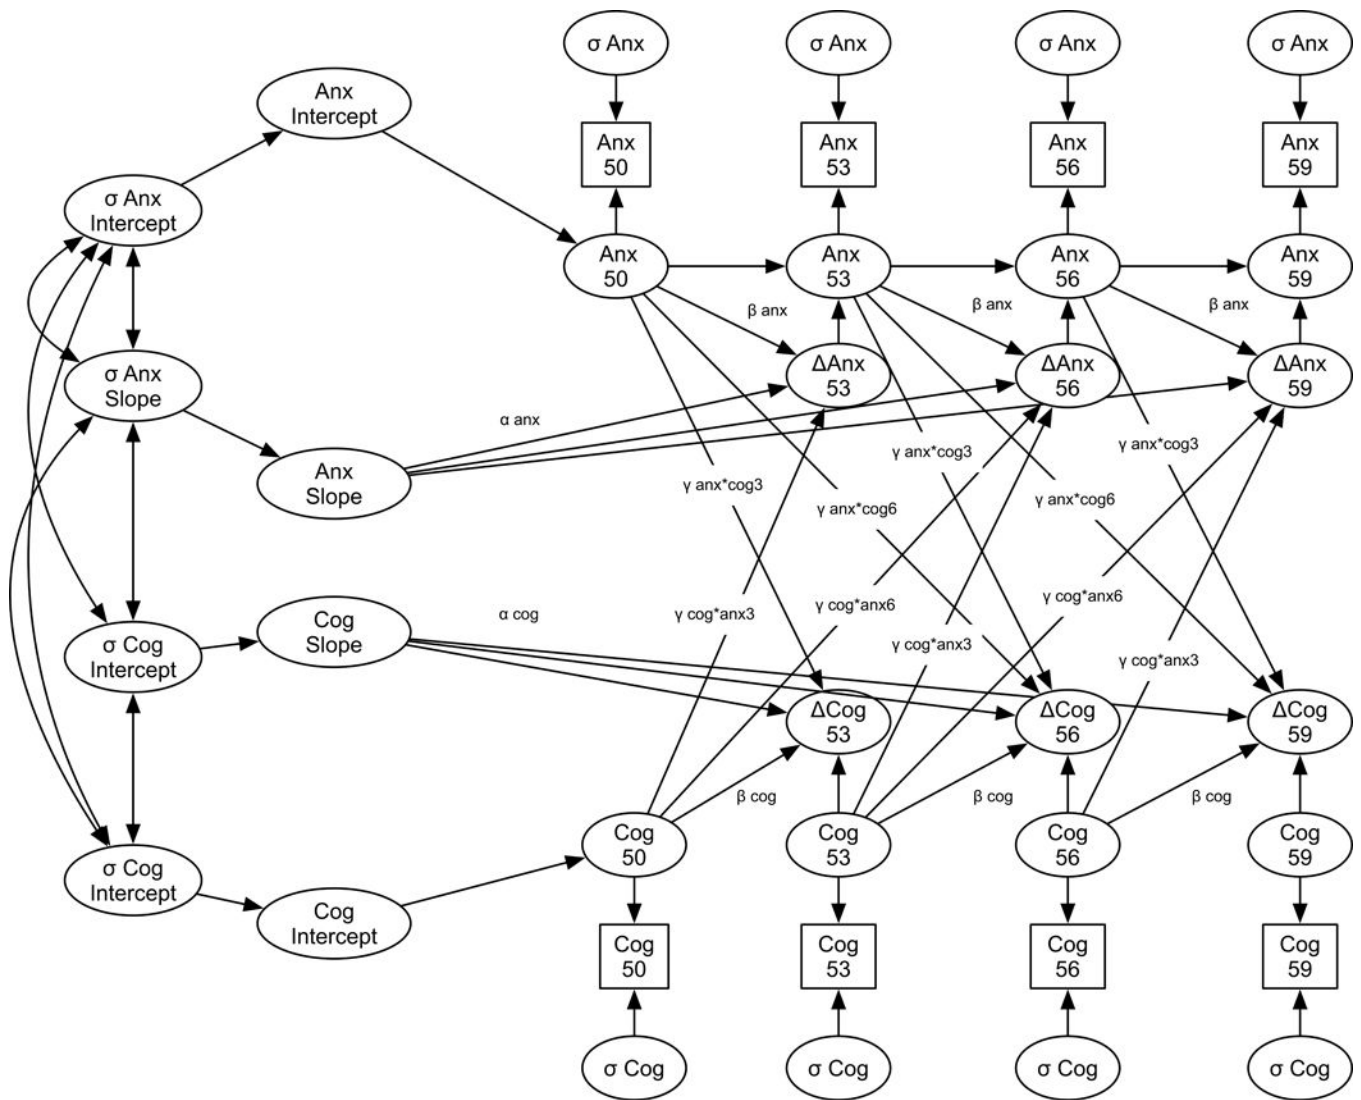 σ Anx
σ Anx
σ Anx
σ Anx
Anx
Intercept
Anx
50
Anx
53
Anx
56
Anx
59
σ Anx
Intercept
Anx
50
Anx
53
Anx
56
Anx
59
β anx
β anx
β anx
σ Anx
Slope
ΔAnx
53
ΔAnx
56
ΔAnx
59
α anx
Anx
Slope
γ anx*cog3
γ anx*cog6
γ anx*cog3
γ anx*cog6
γ anx*cog3
α cog
Cog
Slope
γ cog*anx3
γ cog*anx6
γ cog*anx3
γ cog*anx6
γ cog*anx3
σ Cog
Intercept
ΔCog
53
ΔCog
56
ΔCog
59
β cog
β cog
β cog
Cog
50
Cog
53
Cog
56
Cog
59
σ Cog
Intercept
Cog
Intercept
Cog
50
Cog
53
Cog
56
Cog
59
σ Cog
σ Cog
σ Cog
σ Cog